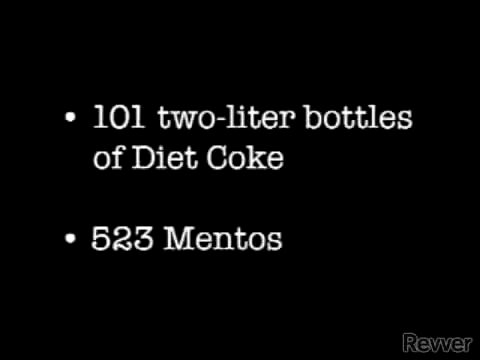 • 101 two-liter bottles
of Diet Coke
• 523 Mentos
Revver